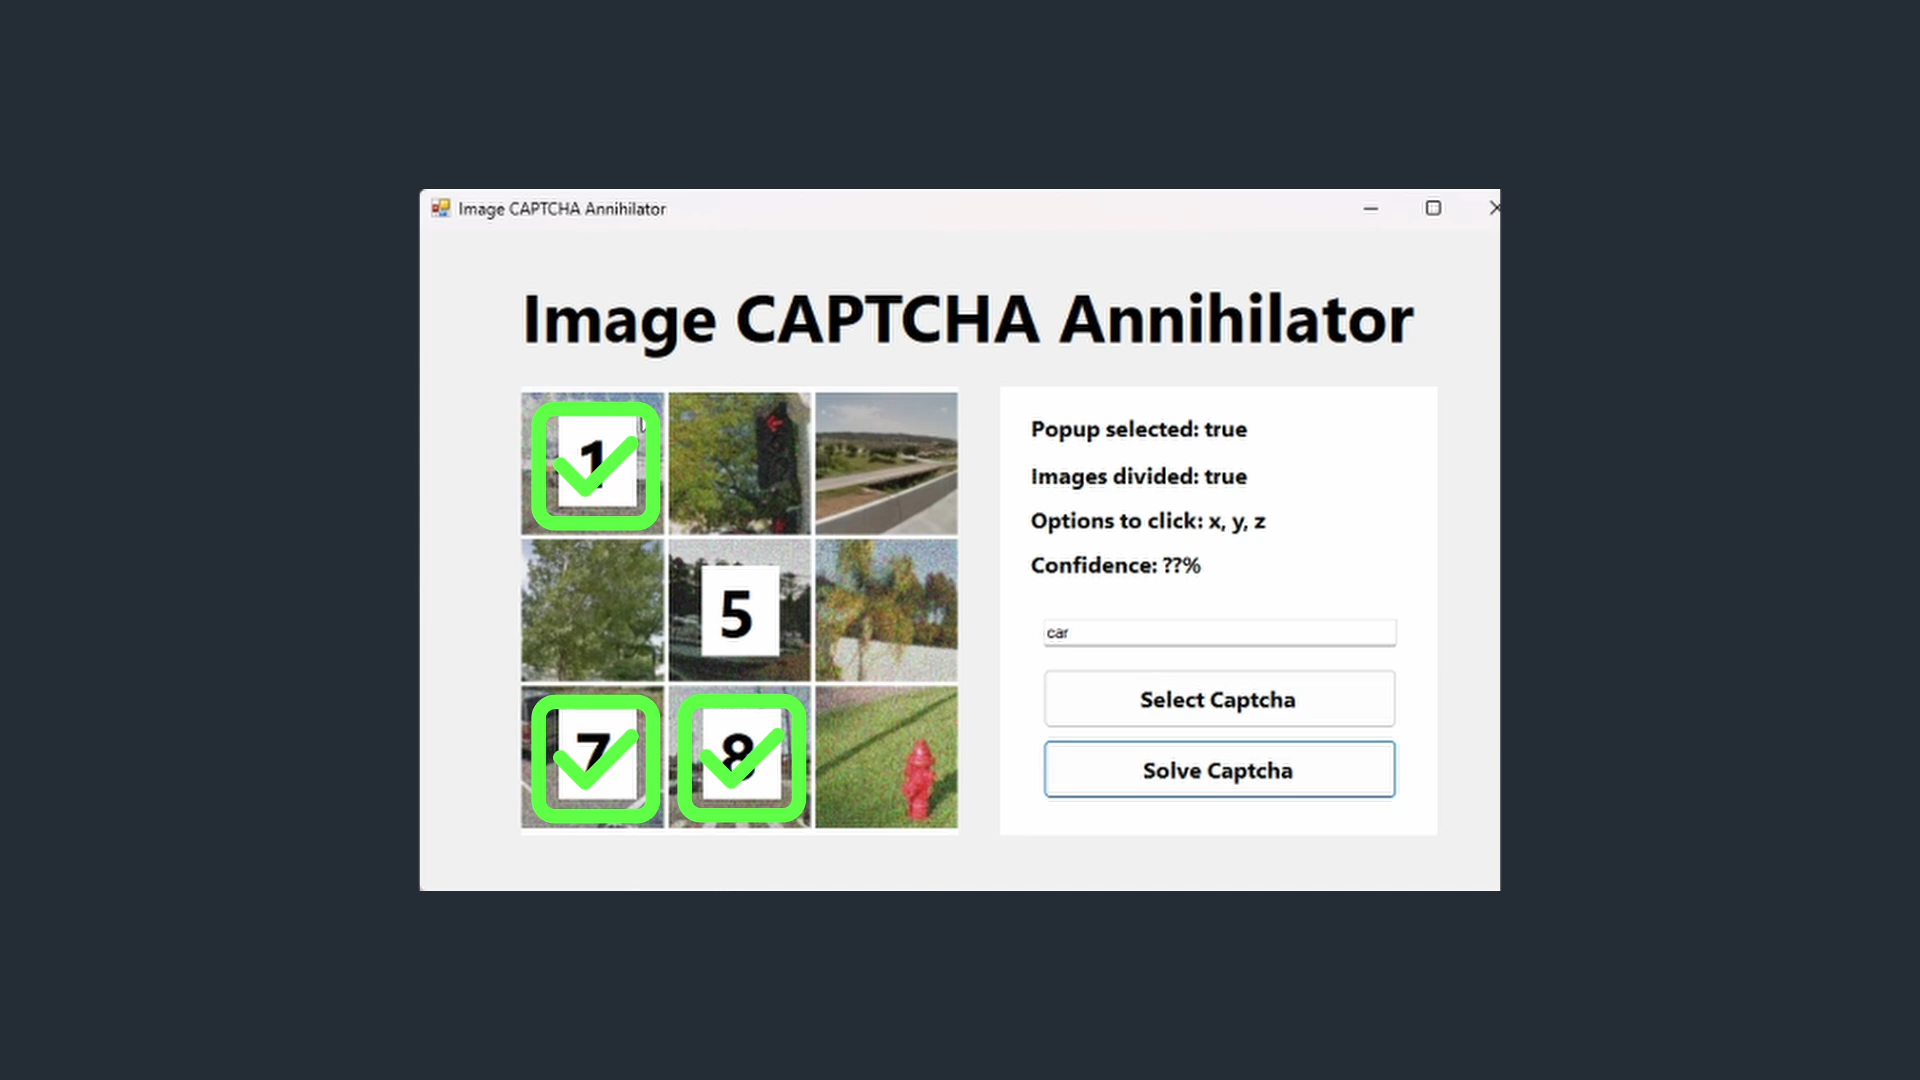 Image CAPTCHA Annihilator
Image CAPTCHA Annihilator
1
5
7
8
Popup selected: true
Images divided: true
Options to click: x, y, z
Confidence: ??%
car
Select Captcha
Solve Captcha